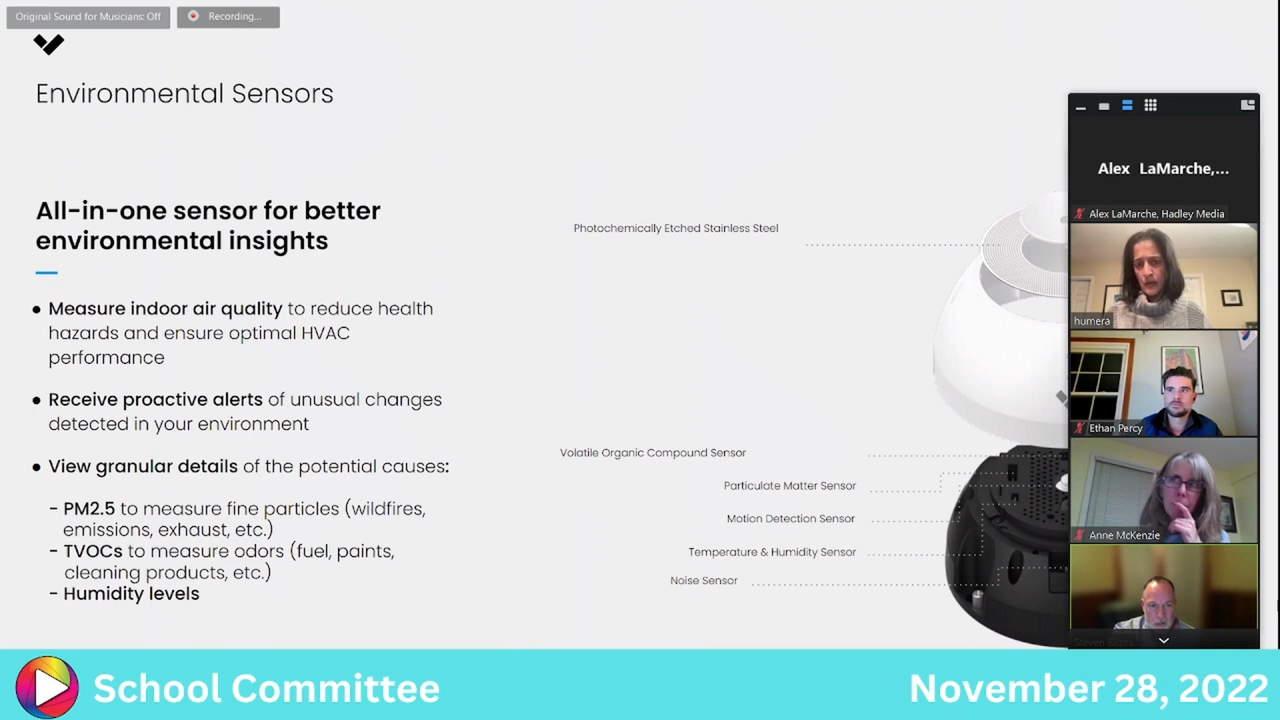 Original Sound for Musicians: Off
Recording...
Environmental Sensors
All-in-one sensor for better
environmental insights
• Measure indoor air quality to reduce health
hazards and ensure optimal HVAC
performance
• Receive proactive alerts of unusual changes
detected in your environment
• View granular details of the potential causes:
- PM2.5 to measure fine particles (wildfires,
emissions, exhaust, etc.)
- TVOCs to measure odors (fuel, paints,
cleaning products, etc.)
- Humidity levels
Photochemically Etched Stainless Steel
Volatile Organic Compound Sensor
Particulate Matter Sensor
Motion Detection Sensor
Temperature & Humidity Sensor
Noise Sensor
Alex LaMarche,...
Alex LaMarche, Hadley Media
humera
Ethan Percy
Anne McKenzie
School Committee
November 28, 2022